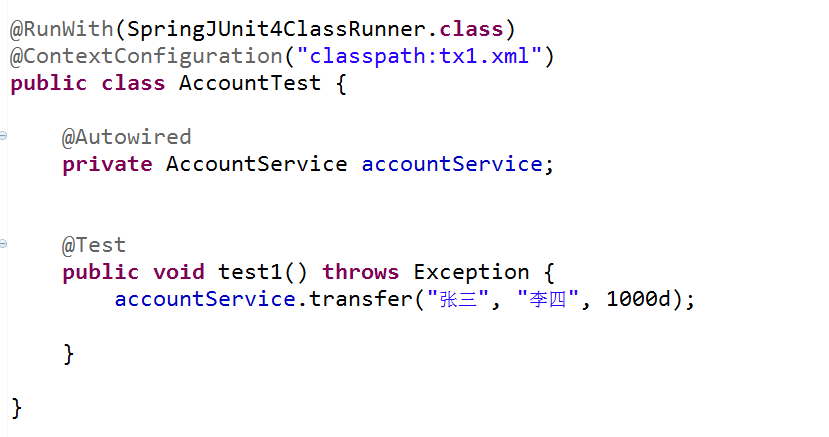 @RunWith(SpringJUnit4ClassRunner.class)
@ContextConfiguration("classpath:tx1.xml")
public class AccountTest {
@Autowired
private AccountService accountService;
@Test
public void test1() throws Exception {
accountService.transfer("张三", "李四", 1000d);
}
}